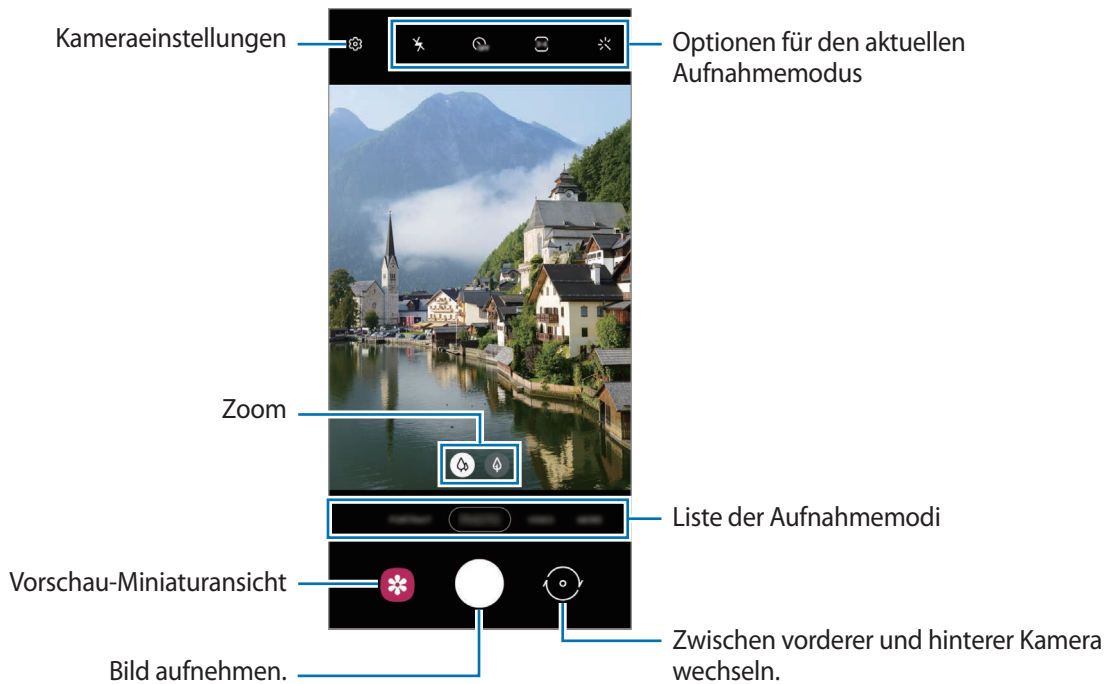 Kameraeinstellungen
Optionen für den aktuellen
Aufnahmemodus
Zoom
Liste der Aufnahmemodi
Vorschau-Miniaturansicht
Bild aufnehmen.
Zwischen vorderer und hinterer Kamera
wechseln.